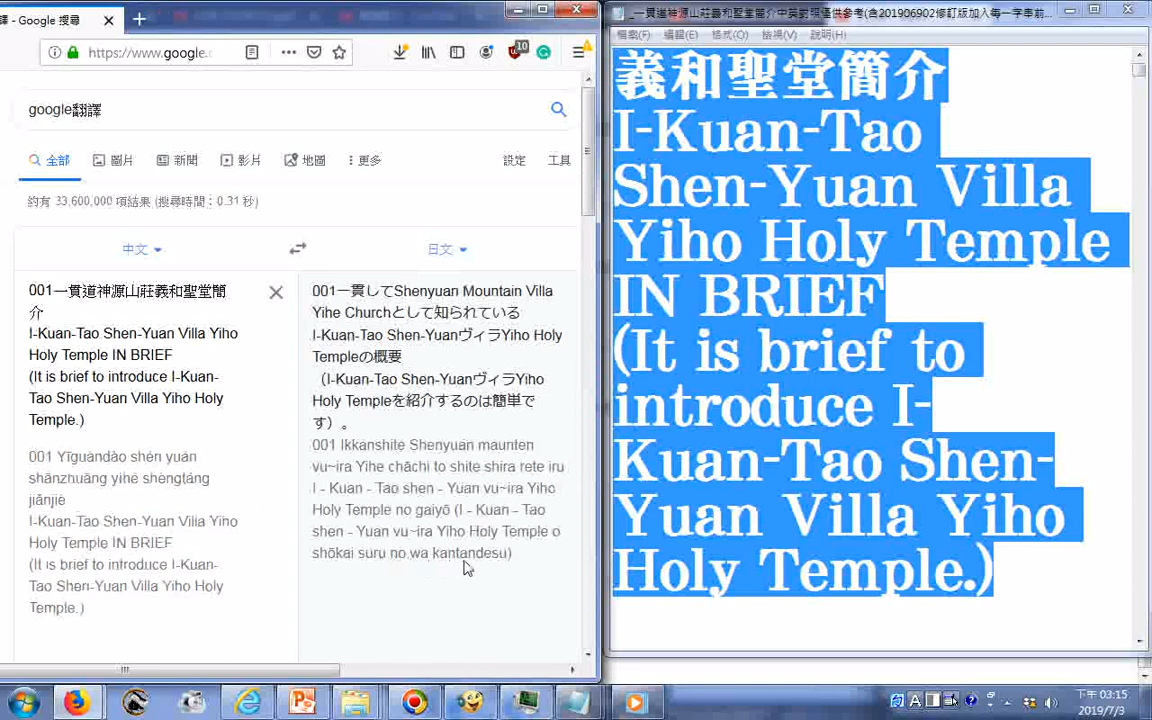 譯 - Google 搜尋
https://www.google.
10
google翻譯
全部 圖片 新聞 影片 地圖 更多 設定 工具
約有 33,600,000 項結果 (搜尋時間：0.31 秒)
中文 日文
001一貫道神源山莊義和聖堂簡
介
I-Kuan-Tao Shen-Yuan Villa Yiho
Holy Temple IN BRIEF
(It is brief to introduce I-Kuan-
Tao Shen-Yuan Villa Yiho Holy
Temple.)
001 Yīguàndào shén yuán
shānzhuāng yìhé shèngtáng
jiǎnjiè
I-Kuan-Tao Shen-Yuan Villa Yiho
Holy Temple IN BRIEF
(It is brief to introduce I-Kuan-
Tao Shen-Yuan Villa Yiho Holy
Temple.)
001一貫してShenyuan Mountain Villa
Yihe Churchとして知られている
I-Kuan-Tao Shen-YuanヴィラYiho Holy
Templeの概要
（I-Kuan-Tao Shen-YuanヴィラYiho
Holy Templeを紹介するのは簡単で
す）。
001 Ikkanshite Shenyuan maunten
vu~ira Yihe chāchi to shite shira rete iru
I - Kuan - Tao shen - Yuan vu~ira Yiho
Holy Temple no gaiyō (I - Kuan - Tao
shen - Yuan vu~ira Yiho Holy Temple o
shōkai suru no wa kantandesu)
_一貫道神源山莊義和聖堂簡介中英對照僅供參考(含201906902修訂版加入每一字串前...
檔案(F) 編輯(E) 格式(O) 檢視(V) 說明(H)
義和聖堂簡介
I-Kuan-Tao
Shen-Yuan Villa
Yiho Holy Temple
IN BRIEF
(It is brief to
introduce I-
Kuan-Tao Shen-
Yuan Villa Yiho
Holy Temple.)
下午 03:15
2019/7/3